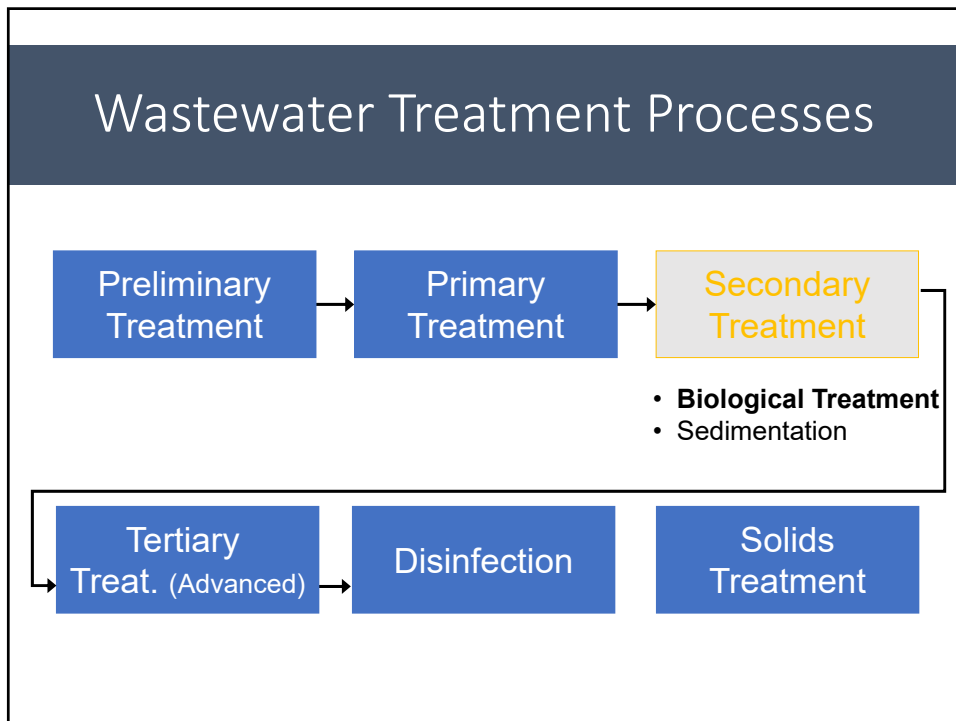 Wastewater Treatment Processes
Preliminary
Treatment
Primary
Treatment
Secondary
Treatment
• Biological Treatment
• Sedimentation
Tertiary
Treat. (Advanced)
Disinfection
Solids
Treatment